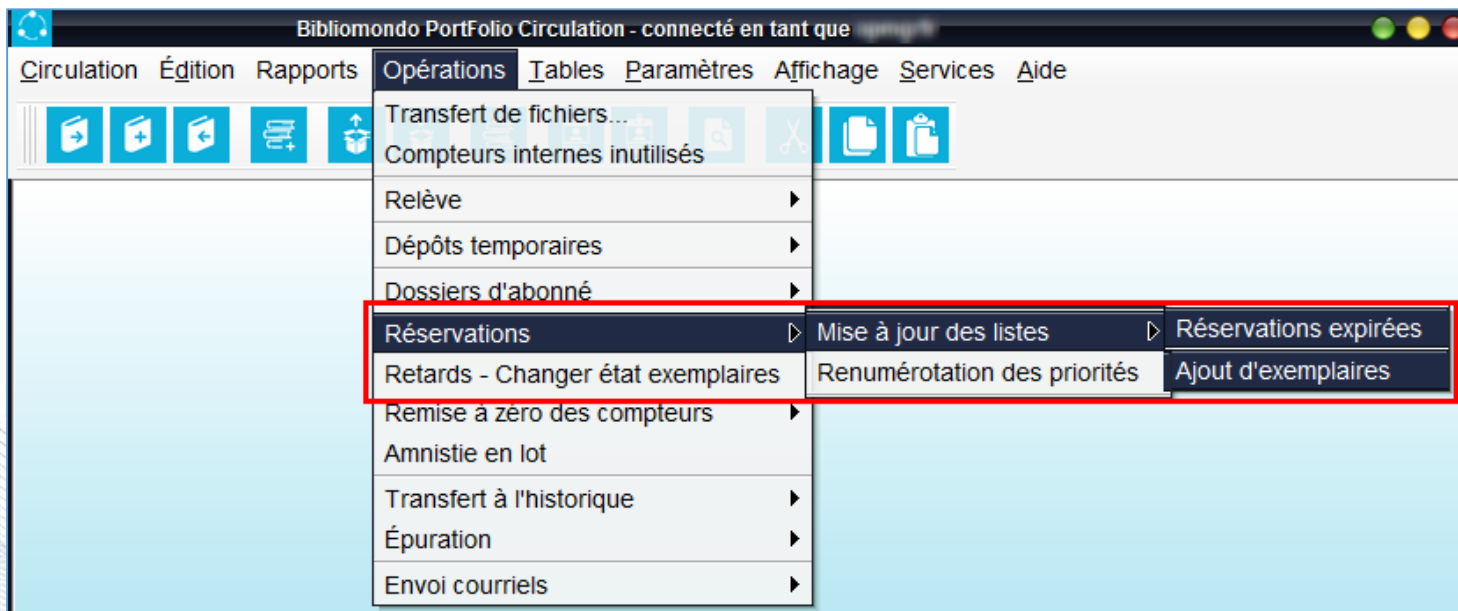 Bibliomondo PortFolio Circulation - connecté en tant que
Circulation Édition Rapports Opérations Tables Paramètres Affichage Services Aide
Transfert de fichiers...
Compteurs internes inutilisés
Relève
Dépôts temporaires
Dossiers d'abonné
Réservations Mise à jour des listes Réservations expirées
Retards - Changer état exemplaires Renumérotation des priorités Ajout d'exemplaires
Remise à zéro des compteurs
Amnistie en lot
Transfert à l'historique
Épuration
Envoi courriels